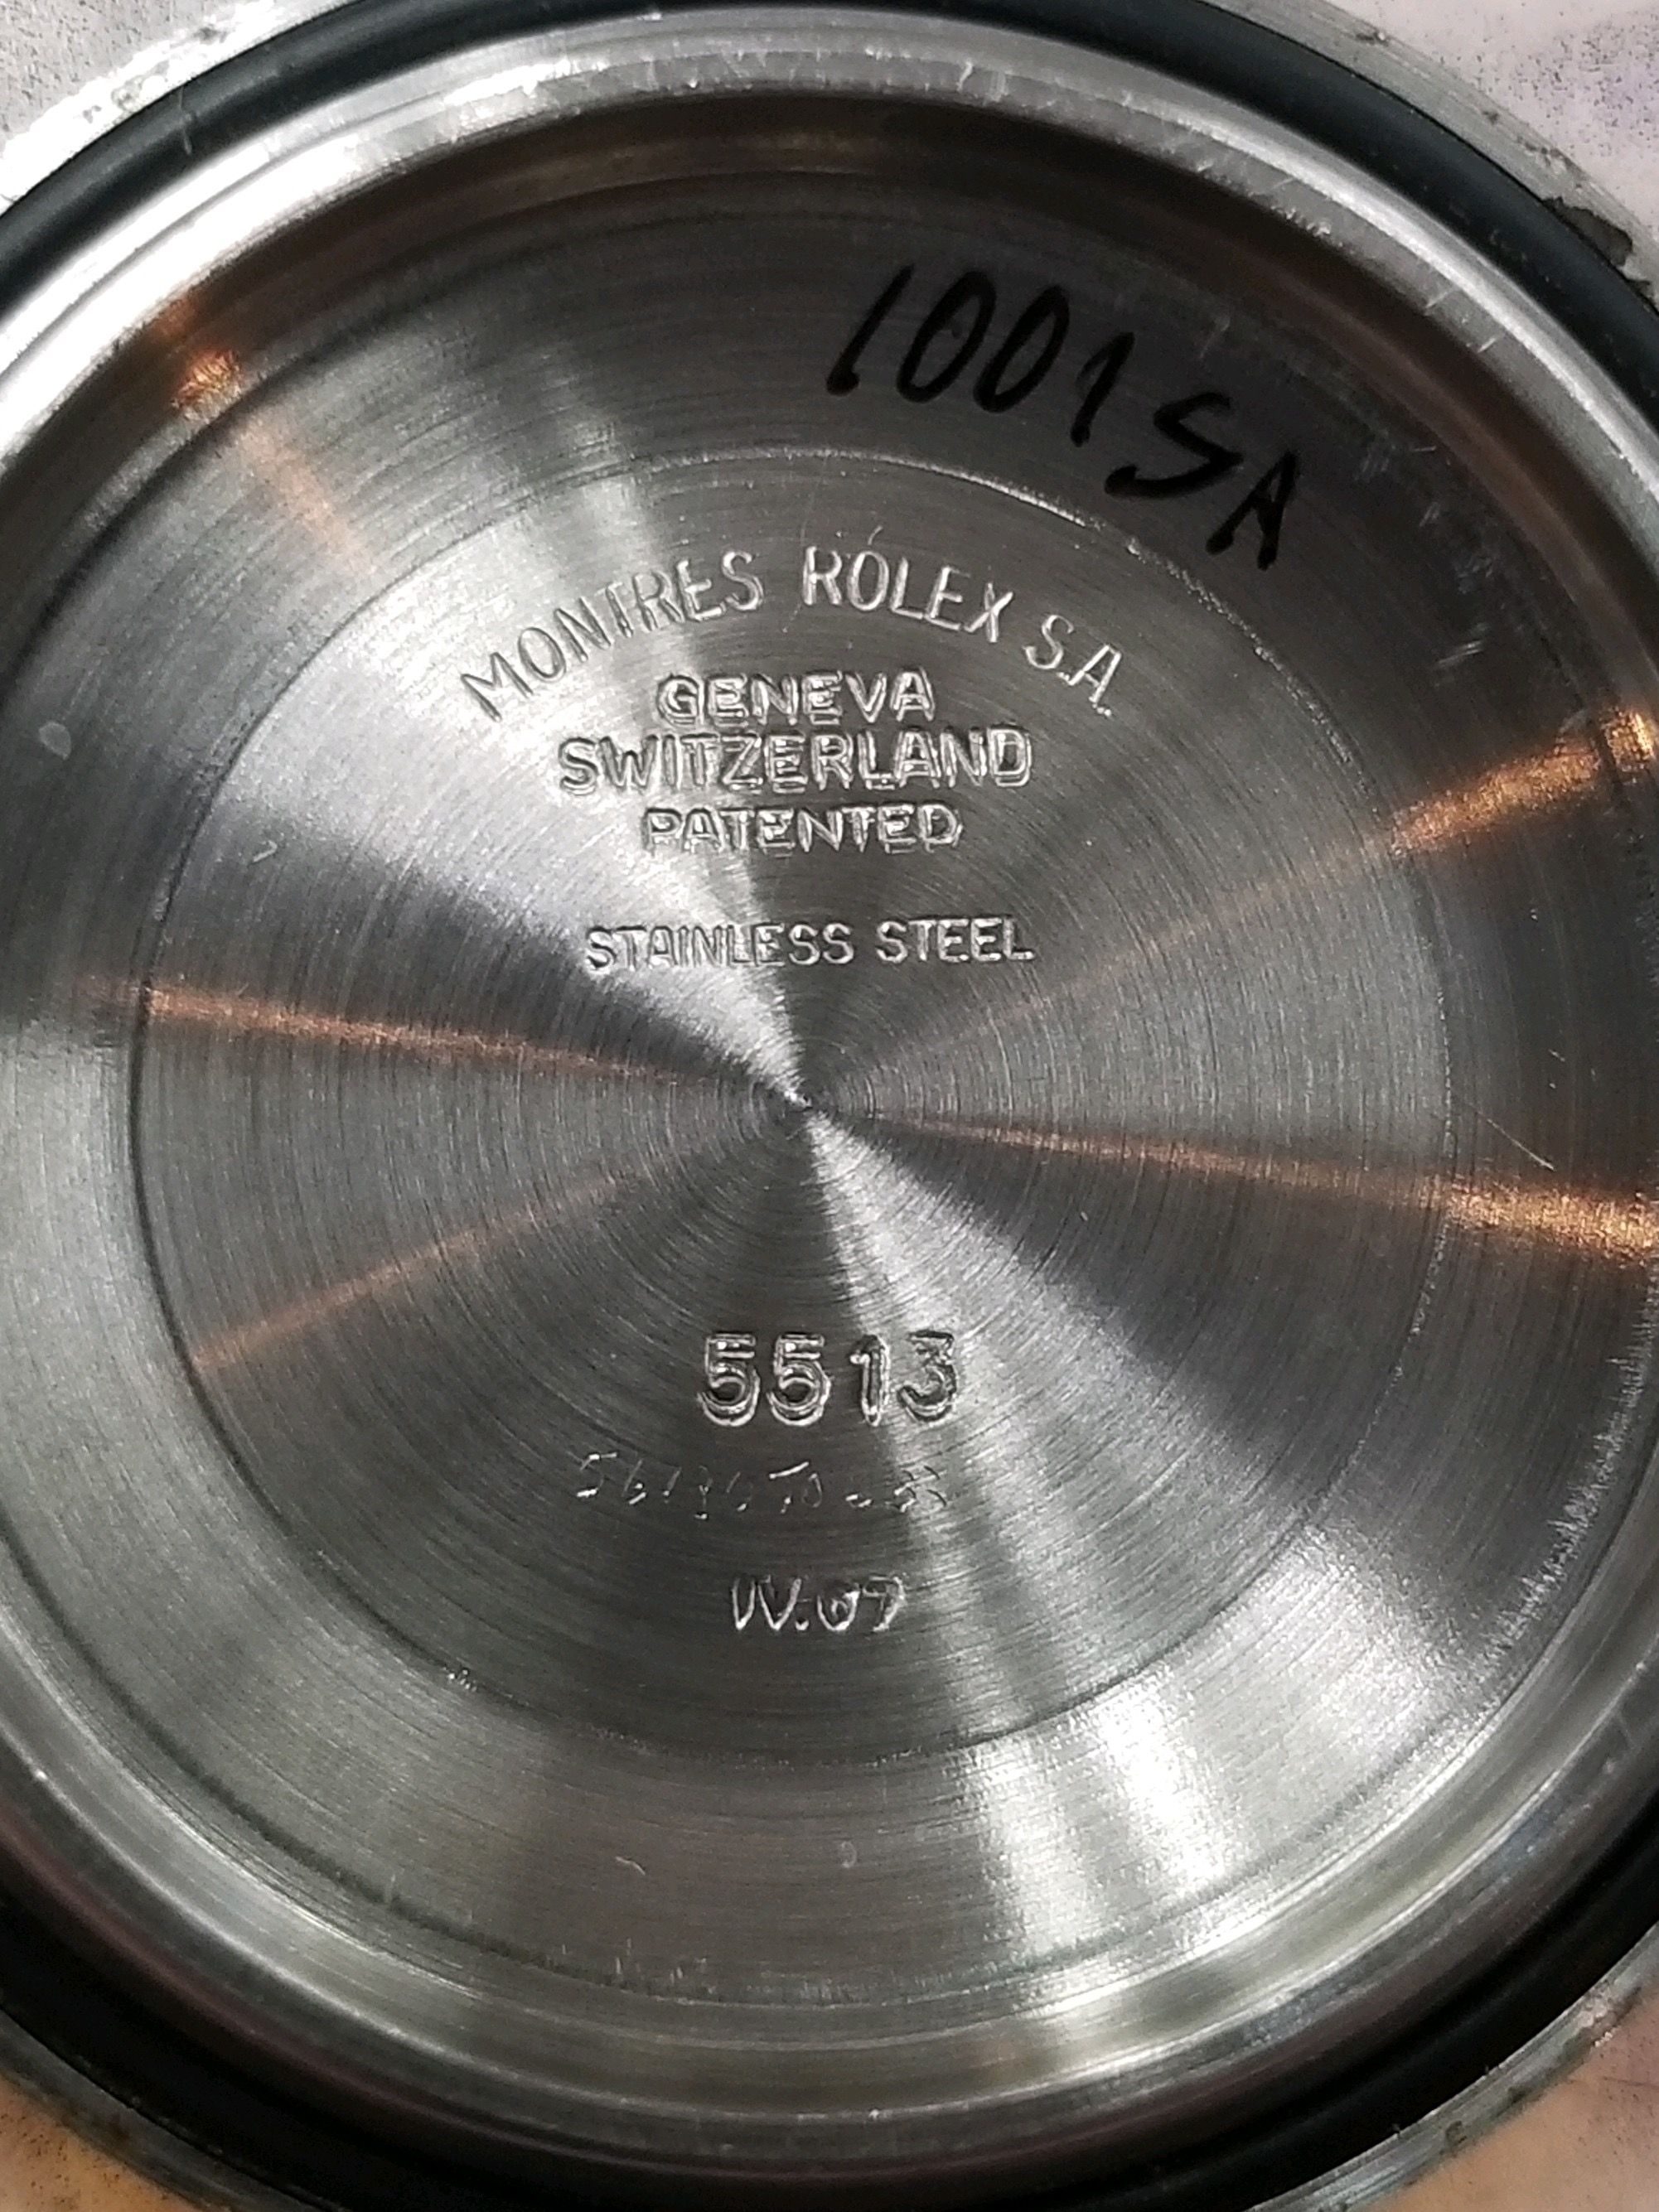 1001SA
MONTRES ROLEX S.A.
GENEVA
SWITZERLAND
PATENTED
STAINLESS STEEL
5513